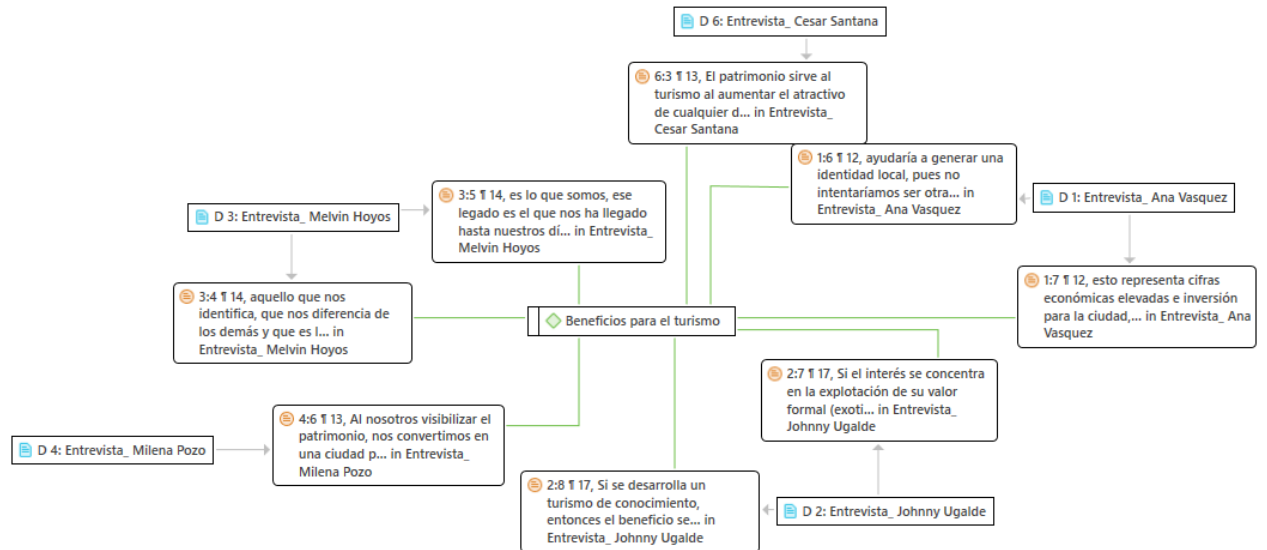 D 6: Entrevista_ Cesar Santana
6:3 ¶ 13, El patrimonio sirve al
turismo al aumentar el atractivo
de cualquier d... in Entrevista_
Cesar Santana
1:6 ¶ 12, ayudaría a generar una
identidad local, pues no
intentaríamos ser otra... in
Entrevista_ Ana Vasquez
D 1: Entrevista_ Ana Vasquez
3:5 ¶ 14, es lo que somos, ese
legado es el que nos ha llegado
hasta nuestros dí... in Entrevista_
Melvin Hoyos
D 3: Entrevista_ Melvin Hoyos
1:7 ¶ 12, esto representa cifras
económicas elevadas e inversión
para la ciudad,... in Entrevista_ Ana
Vasquez
3:4 ¶ 14, aquello que nos
identifica, que nos diferencia de
los demás y que es l... in
Entrevista_ Melvin Hoyos
Beneficios para el turismo
2:7 ¶ 17, Si el interés se concentra
en la explotación de su valor
formal (exoti... in Entrevista_
Johnny Ugalde
4:6 ¶ 13, Al nosotros visibilizar el
patrimonio, nos convertimos en
una ciudad p... in Entrevista_
Milena Pozo
D 4: Entrevista_ Milena Pozo
2:8 ¶ 17, Si se desarrolla un
turismo de conocimiento,
entonces el beneficio se... in
Entrevista_ Johnny Ugalde
D 2: Entrevista_ Johnny Ugalde